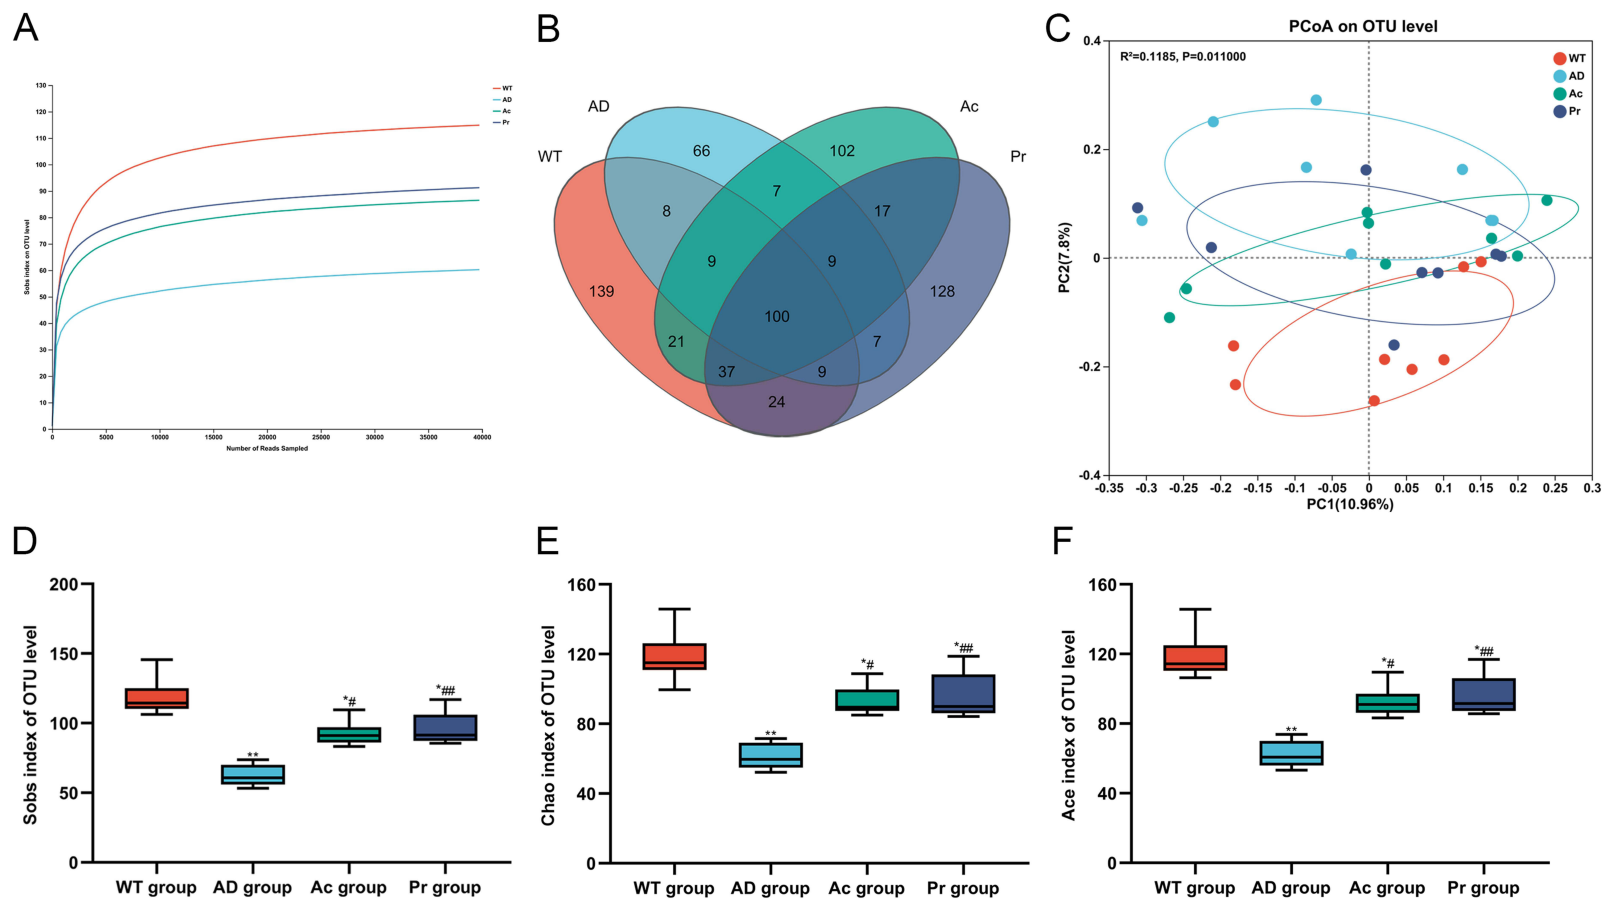 A
130
120
110
100
90
80
70
60
50
40
30
20
10
0
Sobs index on OTU level
0 5000 10000 15000 20000 25000 30000 35000 40000
Number of Reads Sampled
WT
AD
Ac
Pr
B
AD
Ac
WT
Pr
66
102
7
8
17
9
9
139
128
100
21
7
37
9
24
C
PCoA on OTU level
R²=0.1185, P=0.011000
WT
AD
Ac
Pr
0.4
0.2
0
-0.2
-0.4
PC2(7.8%)
-0.35 -0.3 -0.25 -0.2 -0.15 -0.1 -0.05 0 0.05 0.1 0.15 0.2 0.25 0.3
PC1(10.96%)
D
200
150
100
50
0
Sobs index of OTU level
**
*#
*##
WT group AD group Ac group Pr group
E
160
120
80
40
0
Chao index of OTU level
**
*#
*##
WT group AD group Ac group Pr group
F
160
120
80
40
0
Ace index of OTU level
**
*#
*##
WT group AD group Ac group Pr group